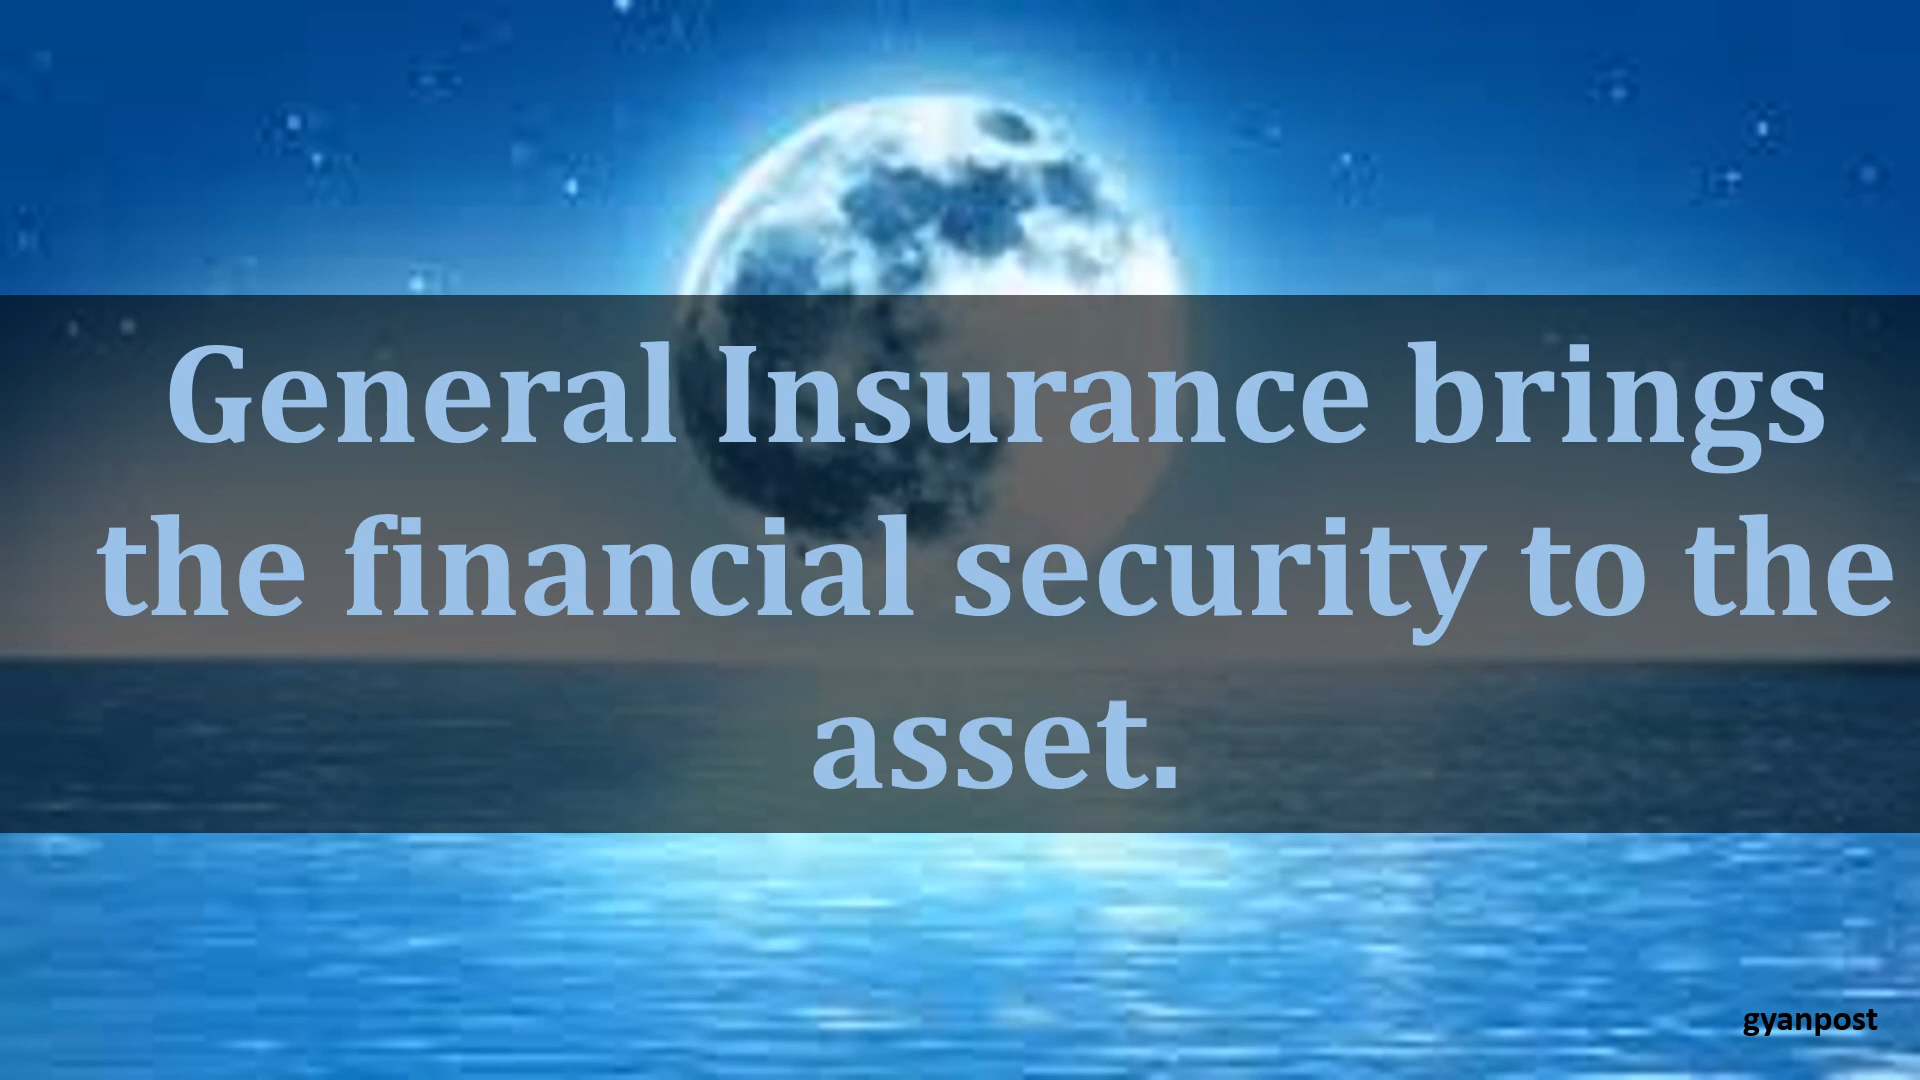 General Insurance brings
the financial security to the
asset.
gyanpost